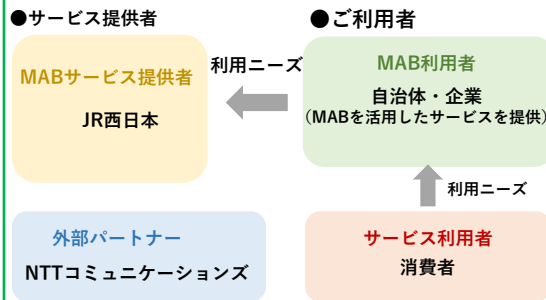 ●サービス提供者
MABサービス提供者
JR西日本
利用ニーズ
●ご利用者
MAB利用者
自治体・企業
（MABを活用したサービスを提供）
利用ニーズ
外部パートナー
NTTコミュニケーションズ
サービス利用者
消費者